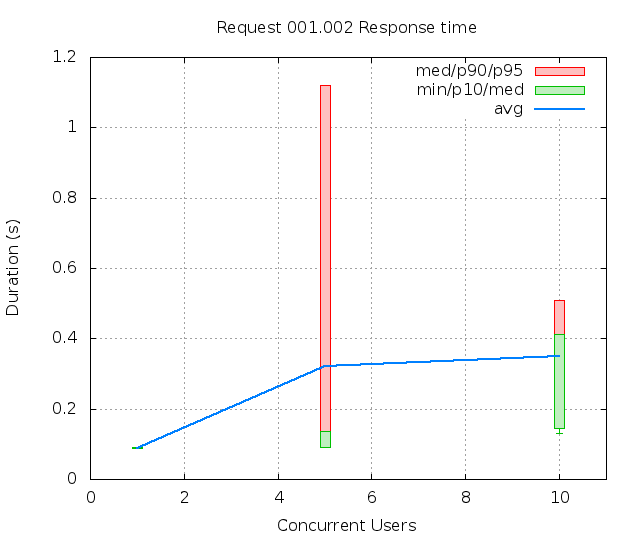 Request 001.002 Response time
med/p90/p95
min/p10/med
avg
1.2
1
0.8
0.6
0.4
0.2
0
Duration (s)
0 2 4 6 8 10
Concurrent Users